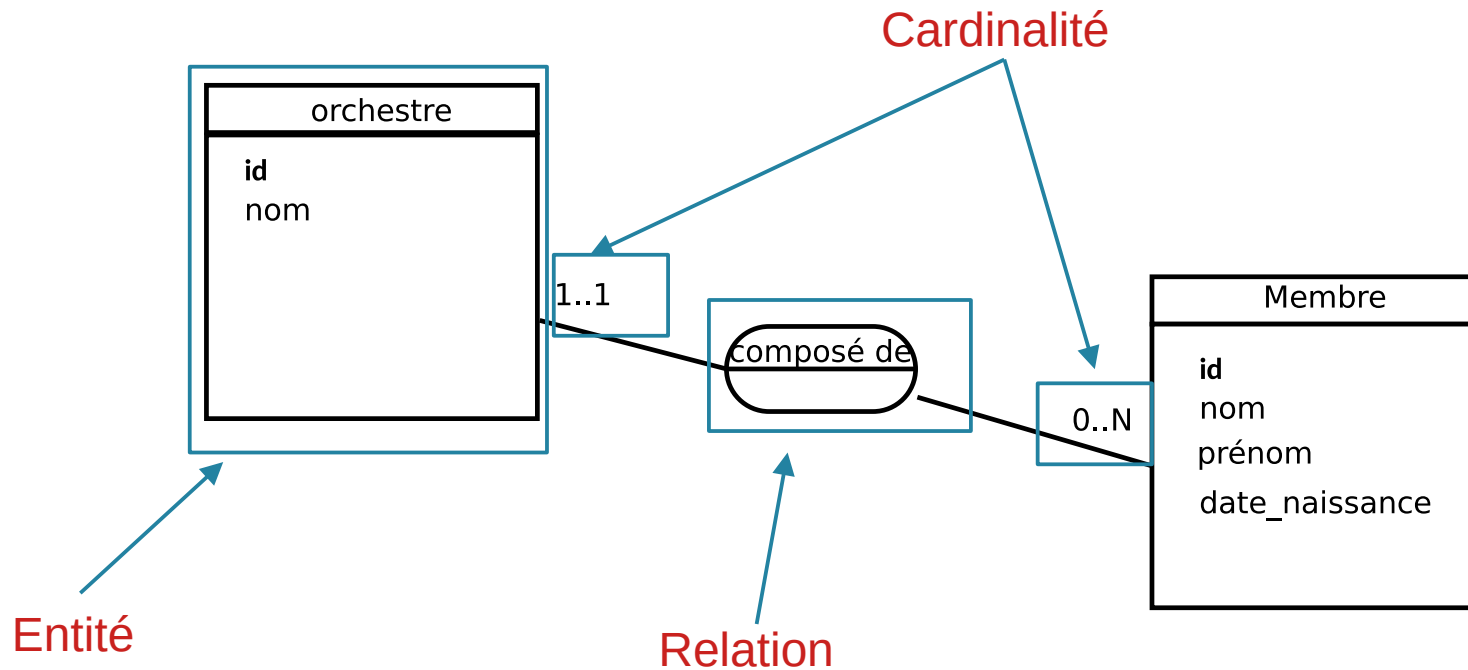 Cardinalité
orchestre
id
nom
1..1
composé de
0..N
Membre
id
nom
prénom
date_naissance
Entité
Relation